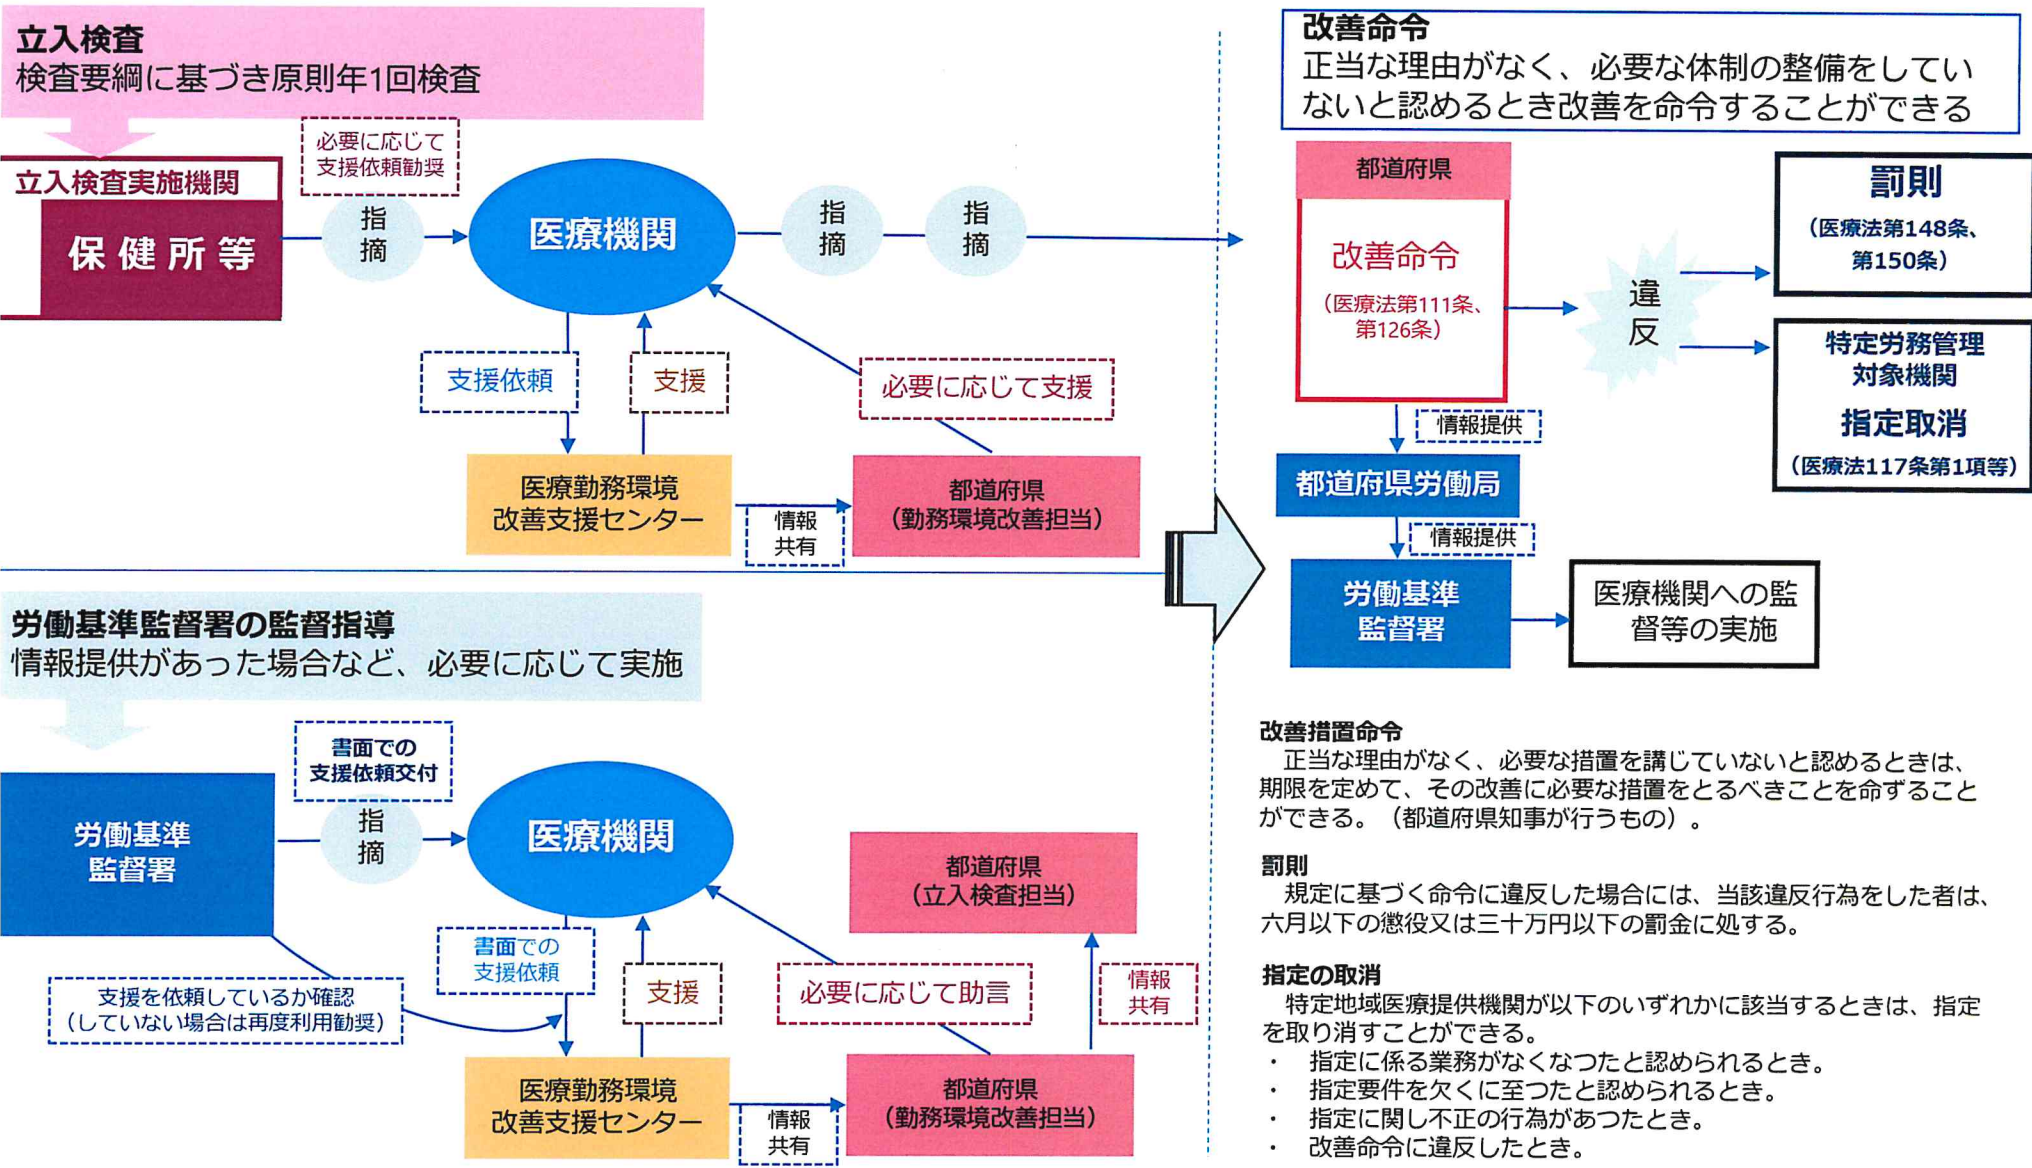 立入検査
検査要綱に基づき原則年1回検査
必要に応じて
支援依頼勧奨
立入検査実施機関
保健所等
指
摘
医療機関
指
摘
指
摘
支援依頼
支援
必要に応じて支援
医療勤務環境
改善支援センター
情報
共有
都道府県
（勤務環境改善担当）
労働基準監督署の監督指導
情報提供があった場合など、必要に応じて実施
書面での
支援依頼交付
労働基準
監督署
指
摘
医療機関
書面での
支援依頼
支援
支援を依頼しているか確認
（していない場合は再度利用勧奨）
必要に応じて助言
都道府県
（立入検査担当）
情報
共有
医療勤務環境
改善支援センター
情報
共有
都道府県
（勤務環境改善担当）
改善命令
正当な理由がなく、必要な体制の整備をしてい
ないと認めるとき改善を命令することができる
都道府県
改善命令
（医療法第111条、
第126条）
違
反
罰則
（医療法第148条、
第150条）
特定労務管理
対象機関
指定取消
（医療法117条第1項等）
情報提供
都道府県労働局
情報提供
労働基準
監督署
医療機関への監
督等の実施
改善措置命令
正当な理由がなく、必要な措置を講じていないと認めるときは、
期限を定めて、その改善に必要な措置をとるべきことを命ずること
ができる。（都道府県知事が行うもの）。
罰則
規定に基づく命令に違反した場合には、当該違反行為をした者は、
六月以下の懲役又は三十万円以下の罰金に処する。
指定の取消
特定地域医療提供機関が以下のいずれかに該当するときは、指定
を取り消すことができる。
・ 指定に係る業務がなくなつたと認められるとき。
・ 指定要件を欠くに至つたと認められるとき。
・ 指定に関し不正の行為があつたとき。
・ 改善命令に違反したとき。